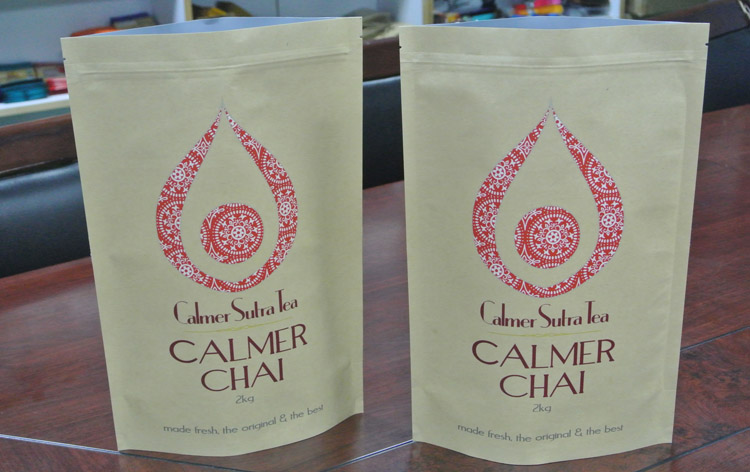 Calmer Sutra Tea
CALMER
CHAI
2kg
made fresh, the original & the best
Calmer Sutra Tea
CALMER
CHAI
2kg
made fresh, the original & the best